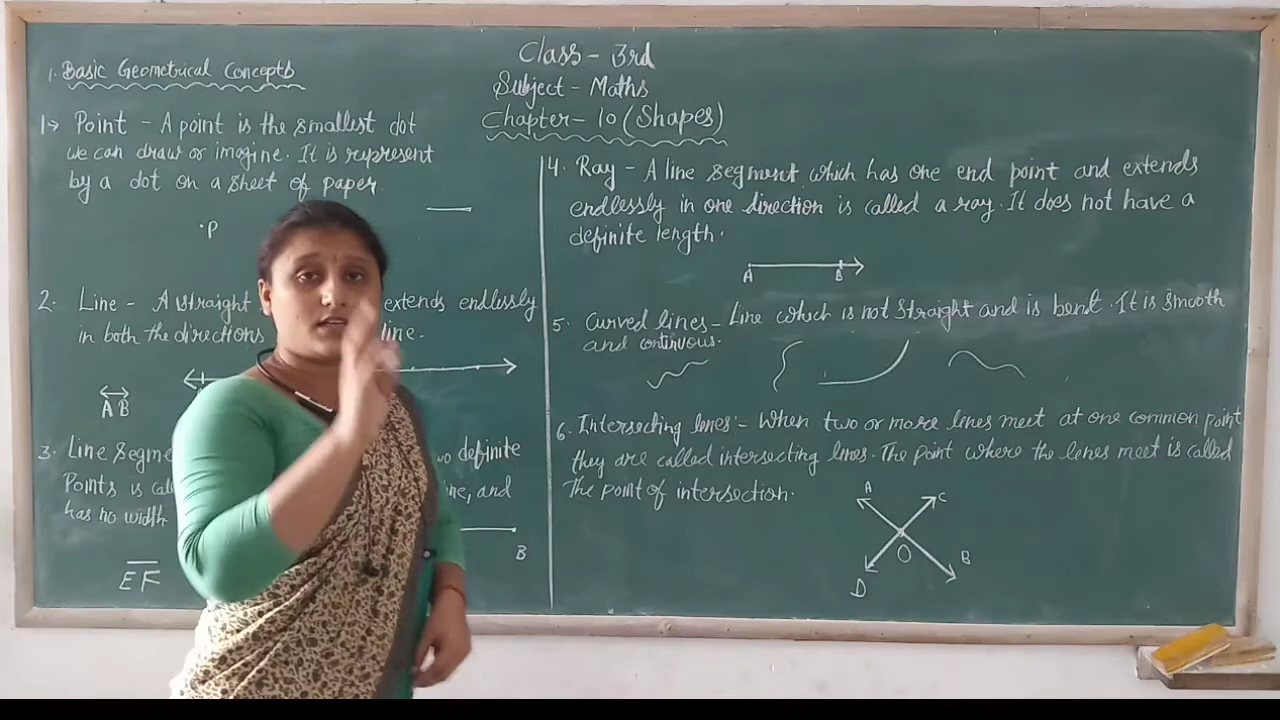 Class - 3rd
Subject - Maths
Chapter - 10 (Shapes)
1. Basic Geometrical Concepts
1→ Point - A point is the smallest dot
we can draw or imagine. It is represent
by a dot on a sheet of paper.
.P
2. Line - A straight extends endlessly
in both the directions line.
A B
3. Line Segme o definite
Points is cal ine, and
has no width
EF
B
4. Ray - A line segment which has one end point and extends
endlessly in one direction is called a ray. It does not have a
definite length.
A B
5. Curved lines - Line which is not straight and is bent. It is smooth
and continuous.
6. Intersecting lines :- When two or more lines meet at one common point
they are called intersecting lines. The point where the lines meet is called
The point of intersection.
A C
O
D B